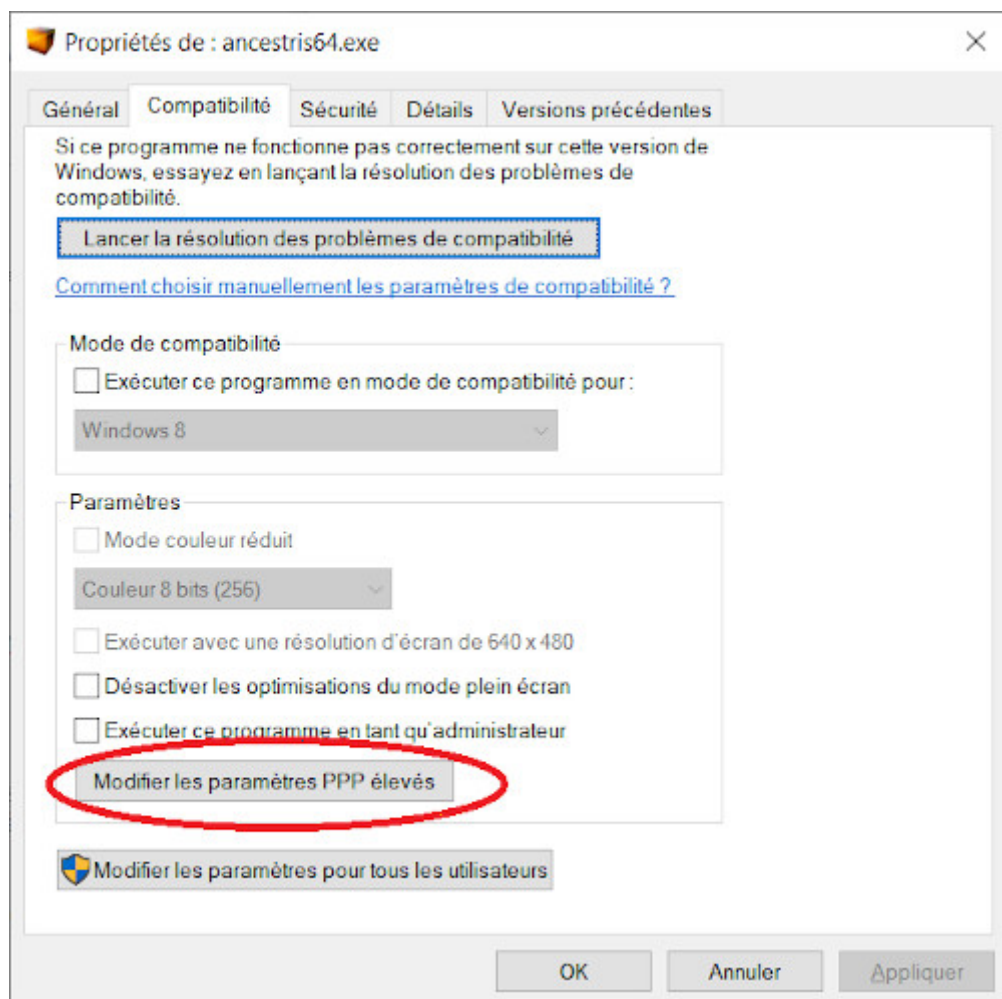 Propriétés de : ancestris64.exe
Général Compatibilité Sécurité Détails Versions précédentes
Si ce programme ne fonctionne pas correctement sur cette version de
Windows, essayez en lançant la résolution des problèmes de
compatibilité.
Lancer la résolution des problèmes de compatibilité
Comment choisir manuellement les paramètres de compatibilité ?
Mode de compatibilité
Exécuter ce programme en mode de compatibilité pour :
Windows 8
Paramètres
Mode couleur réduit
Couleur 8 bits (256)
Exécuter avec une résolution d'écran de 640 x 480
Désactiver les optimisations du mode plein écran
Exécuter ce programme en tant qu'administrateur
Modifier les paramètres PPP élevés
Modifier les paramètres pour tous les utilisateurs
OK Annuler Appliquer